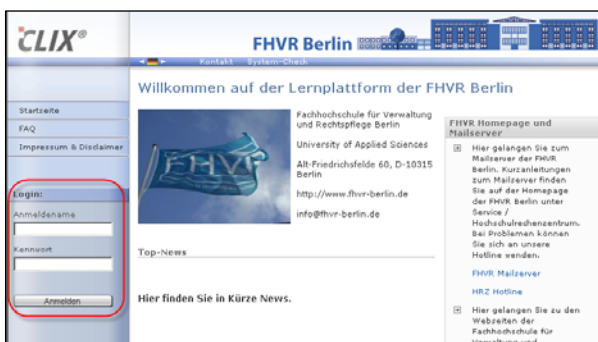 CLIX®
FHVR Berlin
Kontakt System-Check
Willkommen auf der Lernplattform der FHVR Berlin
Startseite
FAQ
Impressum & Disclaimer
Login:
Anmeldename
Kennwort
Anmelden
FHVR
Fachhochschule für Verwaltung
und Rechtspflege Berlin
University of Applied Sciences
Alt-Friedrichsfelde 60, D-10315
Berlin
http://www.fhvr-berlin.de
info@fhvr-berlin.de
Top-News
Hier finden Sie in Kürze News.
FHVR Homepage und
Mailserver
Hier gelangen Sie zum
Mailserver der FHVR
Berlin. Kurzanleitungen
zum Mailserver finden
Sie auf der Homepage
der FHVR Berlin unter
Service /
Hochschulrechenzentrum.
Bei Problemen können
Sie sich an unsere
Hotline wenden.
FHVR Mailserver
HRZ Hotline
Hier gelangen Sie zu den
Webseiten der
Fachhochschule für
Verwaltung und